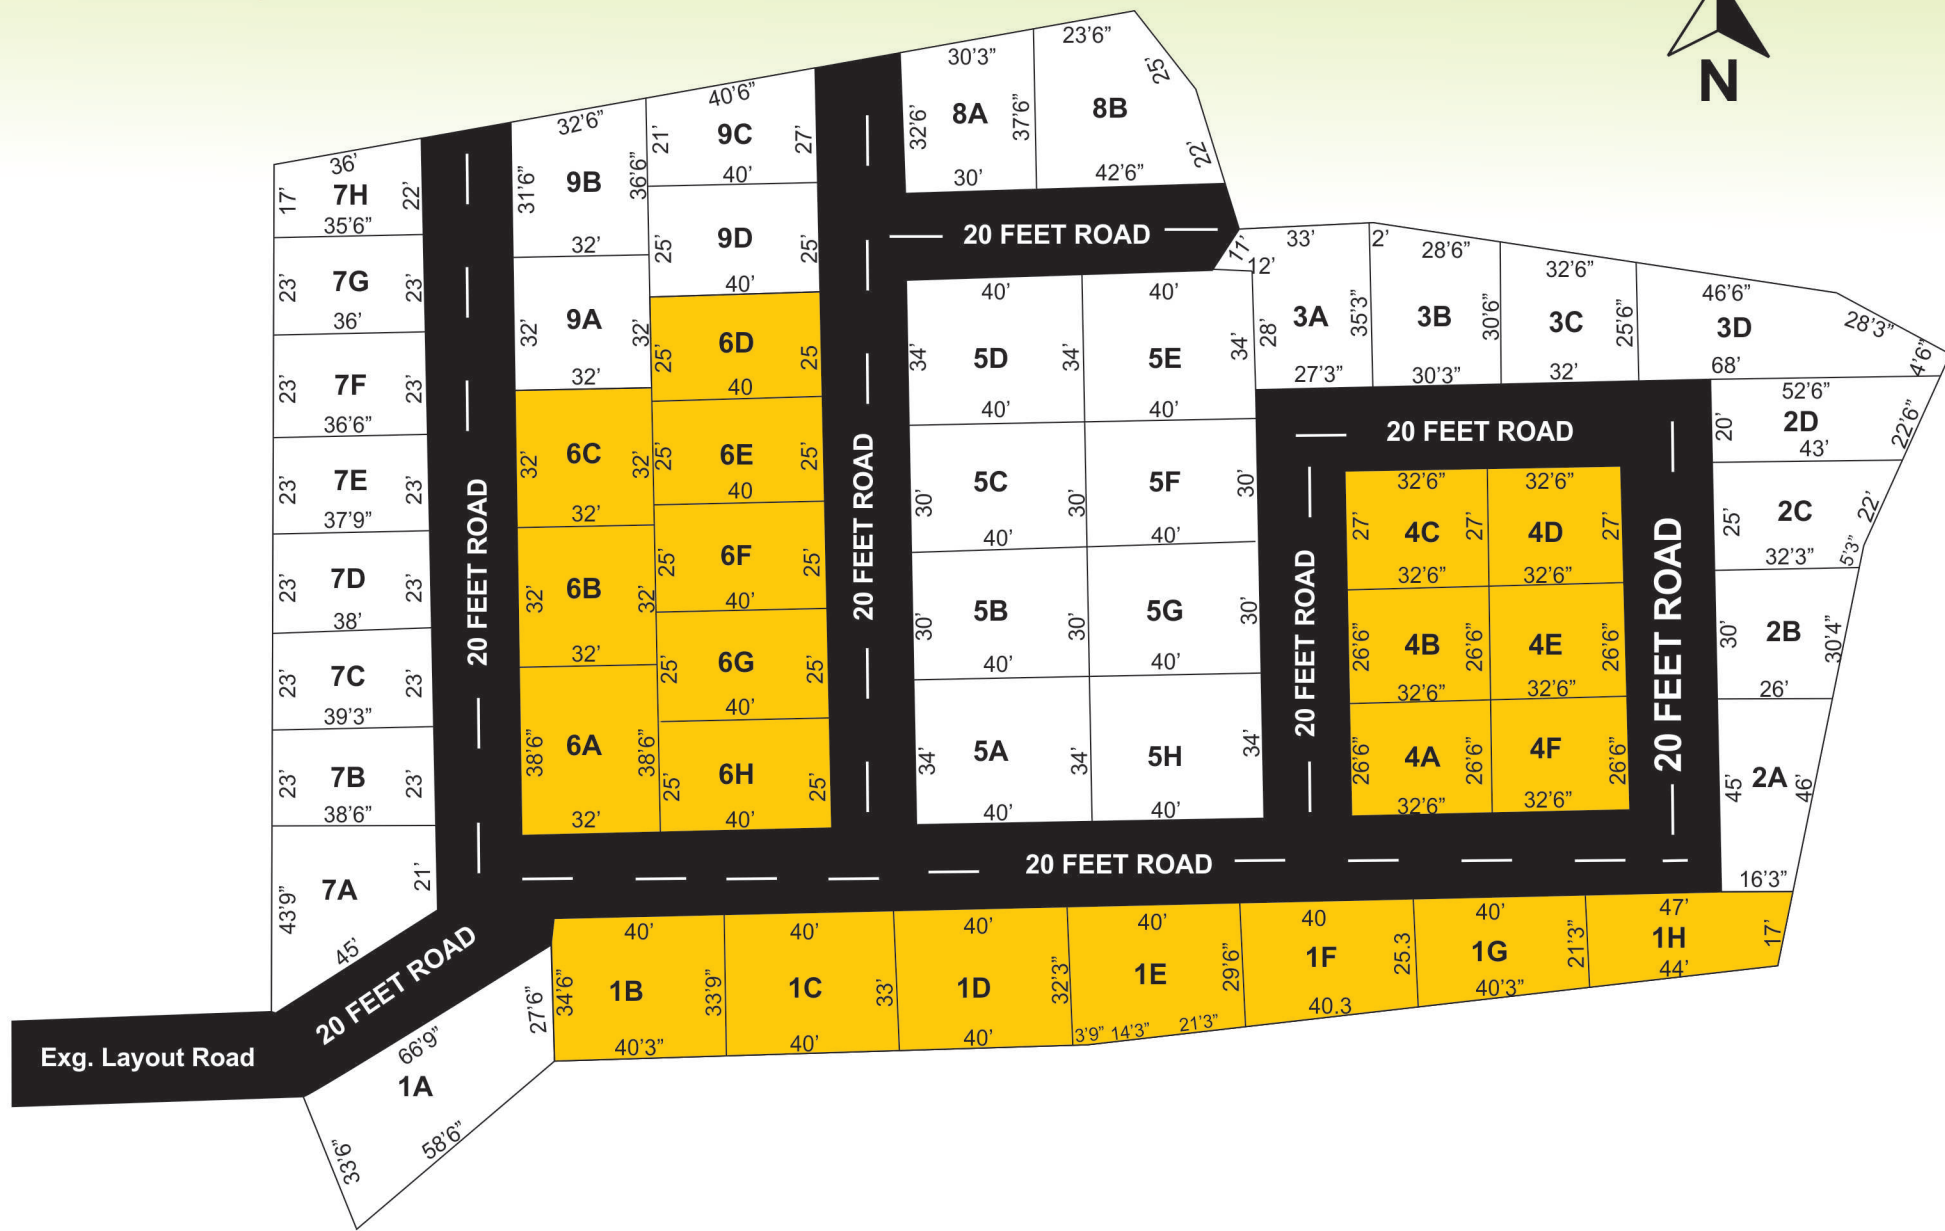 N
36’
17’
7H
22’
35’6”
23’
7G
23’
36’
23’
7F
23’
36’6”
23’
7E
23’
37’9”
23’
7D
23’
38’
23’
7C
23’
39’3”
23’
7B
23’
38’6”
43’9”
7A
21’
45’
20 FEET ROAD
32’6”
31’6”
9B
36’6”
32’
32’
9A
32’
32’
32’
6C
32’
32’
32’
6B
32’
32’
38’6”
6A
38’6”
32’
40’6”
21’
9C
27’
40’
25’
9D
25’
40’
25’
6D
25
40
25’
6E
25’
40
25’
6F
25’
40’
25’
6G
25’
40’
25’
6H
25’
40’
20 FEET ROAD
30’3”
32’6’
8A
37’6”
30’
23’6”
25’
8B
22’
42’6”
20 FEET ROAD
40’
34’
5D
34’
40’
40’
5E
34’
40’
30’
5C
30’
40’
5F
30’
40’
30’
5B
30’
40’
5G
30’
40’
34’
5A
34’
40’
5H
34’
40’
11’
12’
33’
28’
3A
35’3”
27’3”
2’
28’6”
3B
30’6”
30’3”
32’6”
3C
25’6”
32’
46’6”
3D
28’3”
4’6”
68’
20 FEET ROAD
20 FEET ROAD
32’6”
27’
4C
27’
32’6”
32’6”
4D
27’
32’6”
26’6”
4B
26’6”
32’6”
4E
26’6”
32’6”
26’6”
4A
26’6”
32’6”
4F
26’6”
32’6”
20 FEET ROAD
52’6”
20’
2D
22’6”
43’
25’
2C
22’
32’3”
5’3”
30’
2B
30’4”
26’
45’
2A
46’
16’3”
20 FEET ROAD
20 FEET ROAD
Exg. Layout Road
66’9”
1A
27’6”
33’6”
58’6”
40’
34’6”
1B
33’9”
40’3”
40’
1C
33’
40’
40’
1D
32’3”
40’
40’
1E
29’6”
3’9”
14’3”
21’3”
40
1F
25.3
40.3
40’
1G
21’3”
40’3”
47’
1H
17’
44’